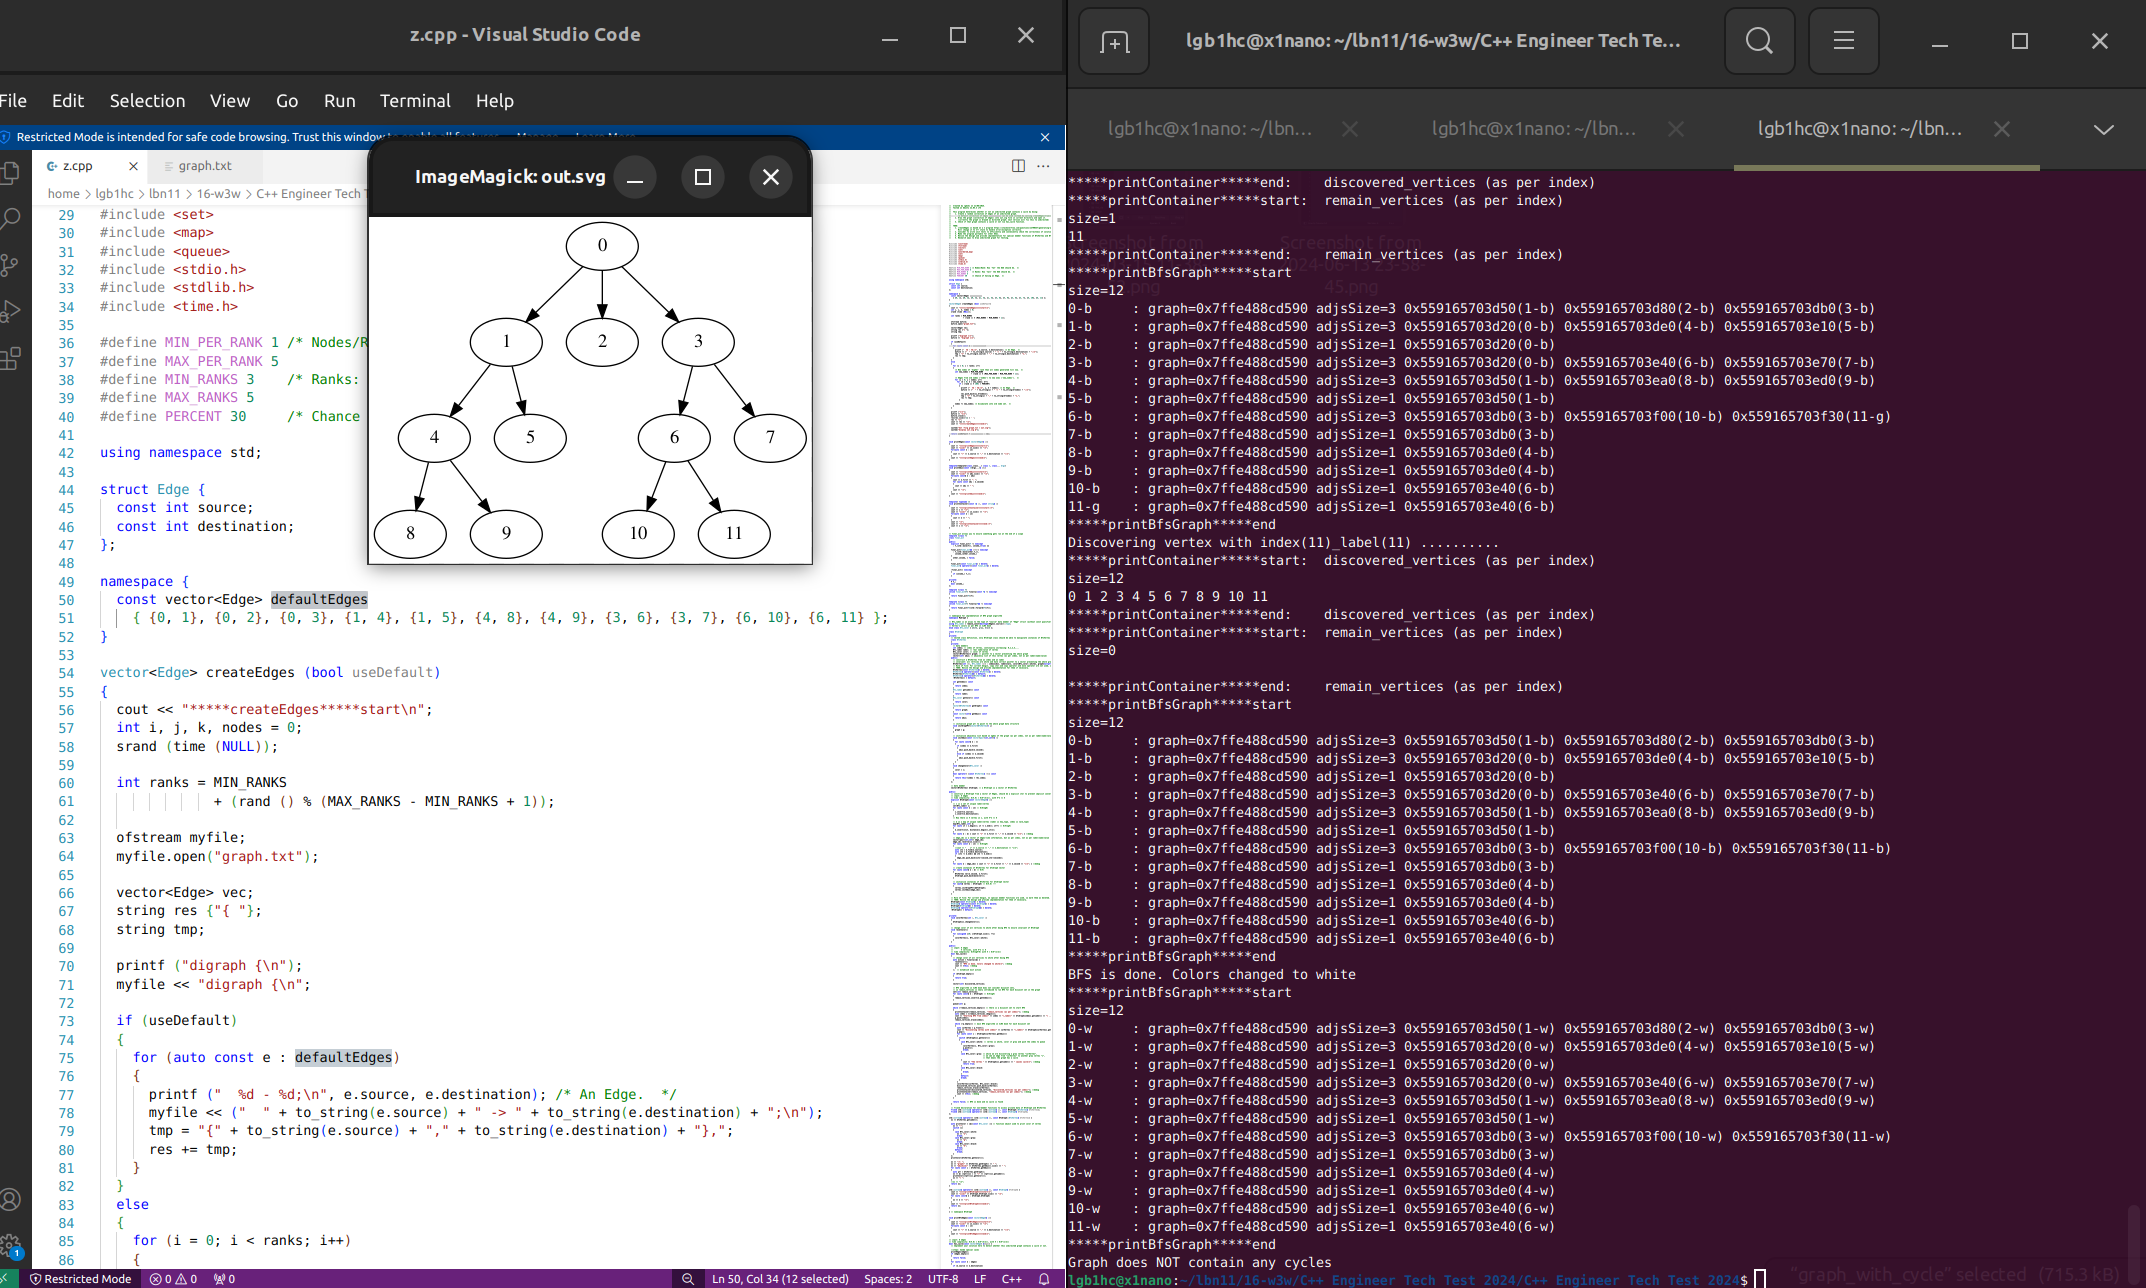 z.cpp - Visual Studio Code
File Edit Selection View Go Run Terminal Help
Restricted Mode is intended for safe code browsing. Trust this window to enable all features. Manage Learn More
z.cpp
graph.txt
home > lgb1hc > lbn11 > 16-w3w > C++ Engineer Tech T
29 #include <set>
30 #include <map>
31 #include <queue>
32 #include <stdio.h>
33 #include <stdlib.h>
34 #include <time.h>
35
36 #define MIN_PER_RANK 1 /* Nodes/R
37 #define MAX_PER_RANK 5
38 #define MIN_RANKS 3 /* Ranks:
39 #define MAX_RANKS 5
40 #define PERCENT 30 /* Chance
41
42 using namespace std;
43
44 struct Edge {
45 const int source;
46 const int destination;
47 };
48
49 namespace {
50 const vector<Edge> defaultEdges
51 { {0, 1}, {0, 2}, {0, 3}, {1, 4}, {1, 5}, {4, 8}, {4, 9}, {3, 6}, {3, 7}, {6, 10}, {6, 11} };
52 }
53
54 vector<Edge> createEdges (bool useDefault)
55 {
56 cout << "*****createEdges*****start\n";
57 int i, j, k, nodes = 0;
58 srand (time (NULL));
59
60 int ranks = MIN_RANKS
61 + (rand () % (MAX_RANKS - MIN_RANKS + 1));
62
63 ofstream myfile;
64 myfile.open("graph.txt");
65
66 vector<Edge> vec;
67 string res {"{ "};
68 string tmp;
69
70 printf ("digraph {\n");
71 myfile << "digraph {\n";
72
73 if (useDefault)
74 {
75 for (auto const e : defaultEdges)
76 {
77 printf (" %d - %d;\n", e.source, e.destination); /* An Edge. */
78 myfile << (" " + to_string(e.source) + " -> " + to_string(e.destination) + ";\n");
79 tmp = "{" + to_string(e.source) + "," + to_string(e.destination) + "},";
80 res += tmp;
81 }
82 }
83 else
84 {
85 for (i = 0; i < ranks; i++)
86 {
1
Restricted Mode 0 0 0 Ln 50, Col 34 (12 selected) Spaces: 2 UTF-8 LF C++
ImageMagick: out.svg
0
1 2 3
4 5 6 7
8 9 10 11
lgb1hc@x1nano: ~/lbn11/16-w3w/C++ Engineer Tech Te...
lgb1hc@x1nano: ~/lbn... lgb1hc@x1nano: ~/lbn... lgb1hc@x1nano: ~/lbn...
*****printContainer*****end: discovered_vertices (as per index)
*****printContainer*****start: remain_vertices (as per index)
size=1
11
*****printContainer*****end: remain_vertices (as per index)
*****printBfsGraph*****start
size=12
0-b : graph=0x7ffe488cd590 adjsSize=3 0x559165703d50(1-b) 0x559165703d80(2-b) 0x559165703db0(3-b)
1-b : graph=0x7ffe488cd590 adjsSize=3 0x559165703d20(0-b) 0x559165703de0(4-b) 0x559165703e10(5-b)
2-b : graph=0x7ffe488cd590 adjsSize=1 0x559165703d20(0-b)
3-b : graph=0x7ffe488cd590 adjsSize=3 0x559165703d20(0-b) 0x559165703e40(6-b) 0x559165703e70(7-b)
4-b : graph=0x7ffe488cd590 adjsSize=3 0x559165703d50(1-b) 0x559165703ea0(8-b) 0x559165703ed0(9-b)
5-b : graph=0x7ffe488cd590 adjsSize=1 0x559165703d50(1-b)
6-b : graph=0x7ffe488cd590 adjsSize=3 0x559165703db0(3-b) 0x559165703f00(10-b) 0x559165703f30(11-g)
7-b : graph=0x7ffe488cd590 adjsSize=1 0x559165703db0(3-b)
8-b : graph=0x7ffe488cd590 adjsSize=1 0x559165703de0(4-b)
9-b : graph=0x7ffe488cd590 adjsSize=1 0x559165703de0(4-b)
10-b : graph=0x7ffe488cd590 adjsSize=1 0x559165703e40(6-b)
11-g : graph=0x7ffe488cd590 adjsSize=1 0x559165703e40(6-b)
*****printBfsGraph*****end
Discovering vertex with index(11)_label(11) ..........
*****printContainer*****start: discovered_vertices (as per index)
size=12
0 1 2 3 4 5 6 7 8 9 10 11
*****printContainer*****end: discovered_vertices (as per index)
*****printContainer*****start: remain_vertices (as per index)
size=0

*****printContainer*****end: remain_vertices (as per index)
*****printBfsGraph*****start
size=12
0-b : graph=0x7ffe488cd590 adjsSize=3 0x559165703d50(1-b) 0x559165703d80(2-b) 0x559165703db0(3-b)
1-b : graph=0x7ffe488cd590 adjsSize=3 0x559165703d20(0-b) 0x559165703de0(4-b) 0x559165703e10(5-b)
2-b : graph=0x7ffe488cd590 adjsSize=1 0x559165703d20(0-b)
3-b : graph=0x7ffe488cd590 adjsSize=3 0x559165703d20(0-b) 0x559165703e40(6-b) 0x559165703e70(7-b)
4-b : graph=0x7ffe488cd590 adjsSize=3 0x559165703d50(1-b) 0x559165703ea0(8-b) 0x559165703ed0(9-b)
5-b : graph=0x7ffe488cd590 adjsSize=1 0x559165703d50(1-b)
6-b : graph=0x7ffe488cd590 adjsSize=3 0x559165703db0(3-b) 0x559165703f00(10-b) 0x559165703f30(11-b)
7-b : graph=0x7ffe488cd590 adjsSize=1 0x559165703db0(3-b)
8-b : graph=0x7ffe488cd590 adjsSize=1 0x559165703de0(4-b)
9-b : graph=0x7ffe488cd590 adjsSize=1 0x559165703de0(4-b)
10-b : graph=0x7ffe488cd590 adjsSize=1 0x559165703e40(6-b)
11-b : graph=0x7ffe488cd590 adjsSize=1 0x559165703e40(6-b)
*****printBfsGraph*****end
BFS is done. Colors changed to white
*****printBfsGraph*****start
size=12
0-w : graph=0x7ffe488cd590 adjsSize=3 0x559165703d50(1-w) 0x559165703d80(2-w) 0x559165703db0(3-w)
1-w : graph=0x7ffe488cd590 adjsSize=3 0x559165703d20(0-w) 0x559165703de0(4-w) 0x559165703e10(5-w)
2-w : graph=0x7ffe488cd590 adjsSize=1 0x559165703d20(0-w)
3-w : graph=0x7ffe488cd590 adjsSize=3 0x559165703d20(0-w) 0x559165703e40(6-w) 0x559165703e70(7-w)
4-w : graph=0x7ffe488cd590 adjsSize=3 0x559165703d50(1-w) 0x559165703ea0(8-w) 0x559165703ed0(9-w)
5-w : graph=0x7ffe488cd590 adjsSize=1 0x559165703d50(1-w)
6-w : graph=0x7ffe488cd590 adjsSize=3 0x559165703db0(3-w) 0x559165703f00(10-w) 0x559165703f30(11-w)
7-w : graph=0x7ffe488cd590 adjsSize=1 0x559165703db0(3-w)
8-w : graph=0x7ffe488cd590 adjsSize=1 0x559165703de0(4-w)
9-w : graph=0x7ffe488cd590 adjsSize=1 0x559165703de0(4-w)
10-w : graph=0x7ffe488cd590 adjsSize=1 0x559165703e40(6-w)
11-w : graph=0x7ffe488cd590 adjsSize=1 0x559165703e40(6-w)
*****printBfsGraph*****end
Graph does NOT contain any cycles
lgb1hc@x1nano:~/lbn11/16-w3w/C++ Engineer Tech Test 2024/C++ Engineer Tech Test 2024$
"graph_with_cycle" selected (715.3 kB)